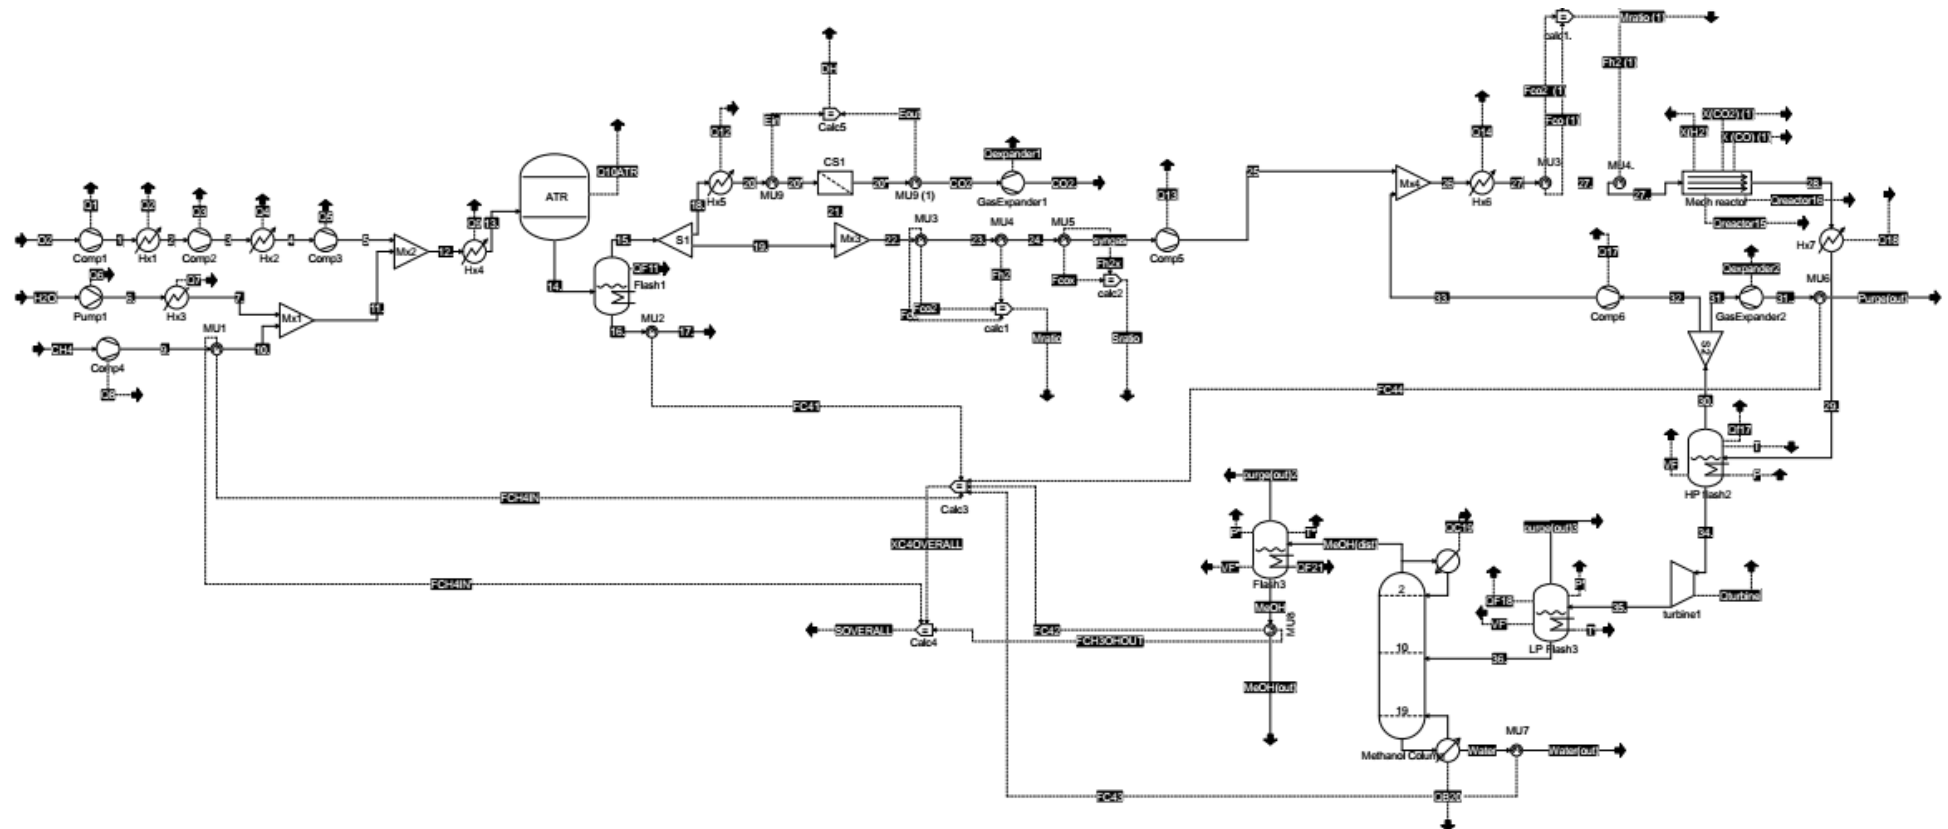 Mratio (1)
calc1.
DH
Fh2 (1)
Fco2 (1)
Fco (1)
Ein
Eout
Calc5
X(CO2) (1)
X(H2)
X (CO) (1)
Q12
Qexpander1
Q14
Q10ATR
CS1
MU3
MU4.
ATR
Hx5
20
MU9
20'
20"
MU9 (1)
CO2
GasExpander1
CO2
Q13
25
Mx4
26
Hx6
27
27.
27..
Mech reactor
28.
Qreactor16
Qreactor15
18.
Q1
Q2
Q3
Q4
Q5
Q9
13.
21.
MU3
MU4
MU5
O2
Comp1
1
Hx1
2
Comp2
3
Hx2
4
Comp3
5
Mx2
12.
Hx4
15.
S1
19.
Mx3
22.
23.
24.
syngas
Comp5
Hx7
Q18
Q17
Qexpander2
MU6
Q6
Q7
QF11
Flash1
14.
Fh2
Fcox
Fh2x
calc2
H2O
Pump1
6.
Hx3
7.
Mx1
11.
Fco2
calc1
33.
Comp6
32.
31.
GasExpander2
31..
Purge(out)
MU1
MU2
16.
17.
CH4
Comp4
9.
10.
Mratio
Bratio
S2
Q8
FC44
FC41
30.
29.
Qf17
T
VF
P
HP flash2
FCH4IN
Calc3
purge(out)2
P
T
QC19
purge(out)3
34.
XC4OVERALL
MeOH(dist)
VF
QF21
Flash3
FCH4IN
2
QF18
P
Qturbine
turbine1
35.
MeOH
MU8
VF
T
LP Flash3
SOVERALL
Calc4
FC42
FCH3OHOUT
10
36.
MeOH(out)
19
MU7
Water
Water(out)
FC43
QB20